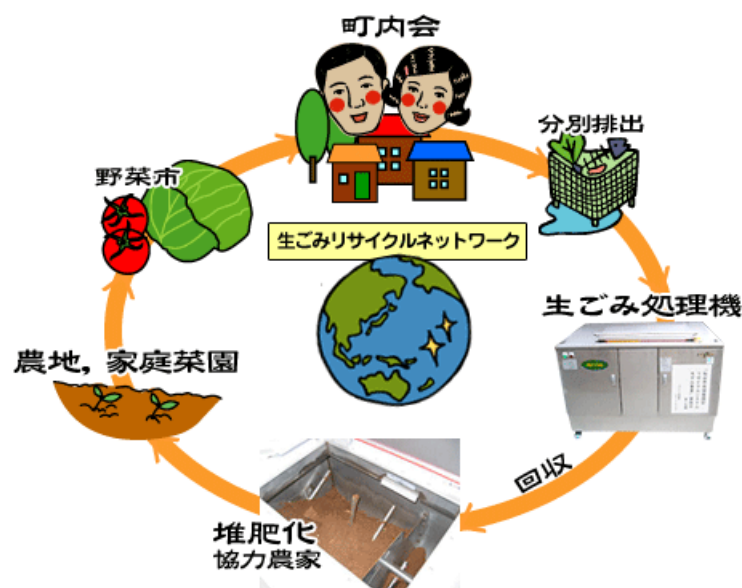 町内会
分別排出
生ごみ処理機
回収
堆肥化
協力農家
農地，家庭菜園
野菜市
生ごみリサイクルネットワーク